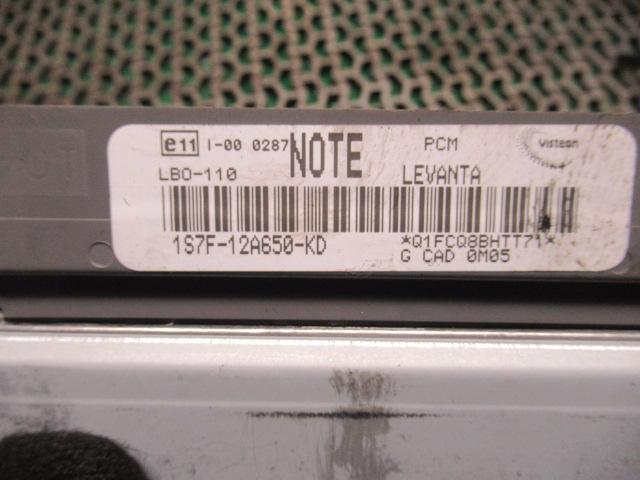 e11 I-00 0287 NOTE PCM Visteon
LBO-110 LEVANTA
1S7F-12A650-KD *Q1FCQ8BHTT71*
G CAD 0M05